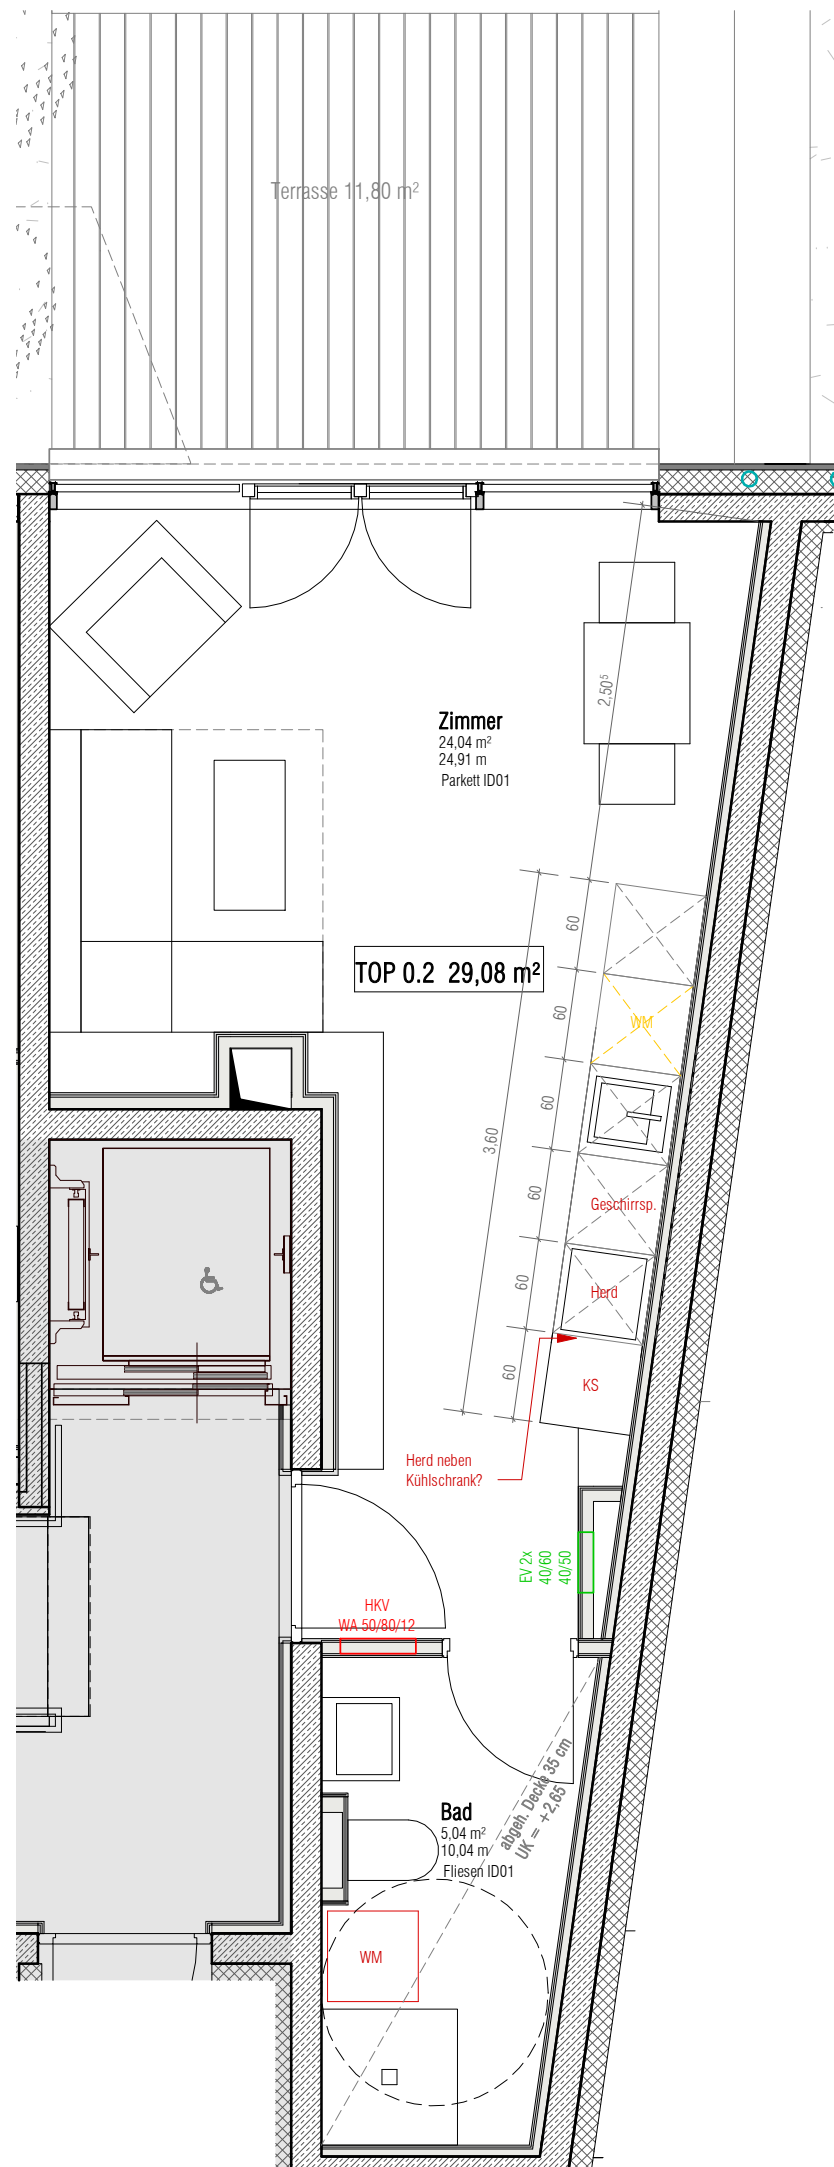 Terrasse 11,80 m²
2,50⁵
Zimmer
24,04 m²
24,91 m
Parkett ID01
60
TOP 0.2 29,08 m²
60
WM
60
3,60
60
Geschirrsp.
60
Herd
60
KS
Herd neben
Kühlschrank?
EV 2x
40/60
40/50
HKV
WA 50/80/12
abgeh. Decke 35 cm
UK = +2,65
Bad
5,04 m²
10,04 m
Fliesen ID01
WM